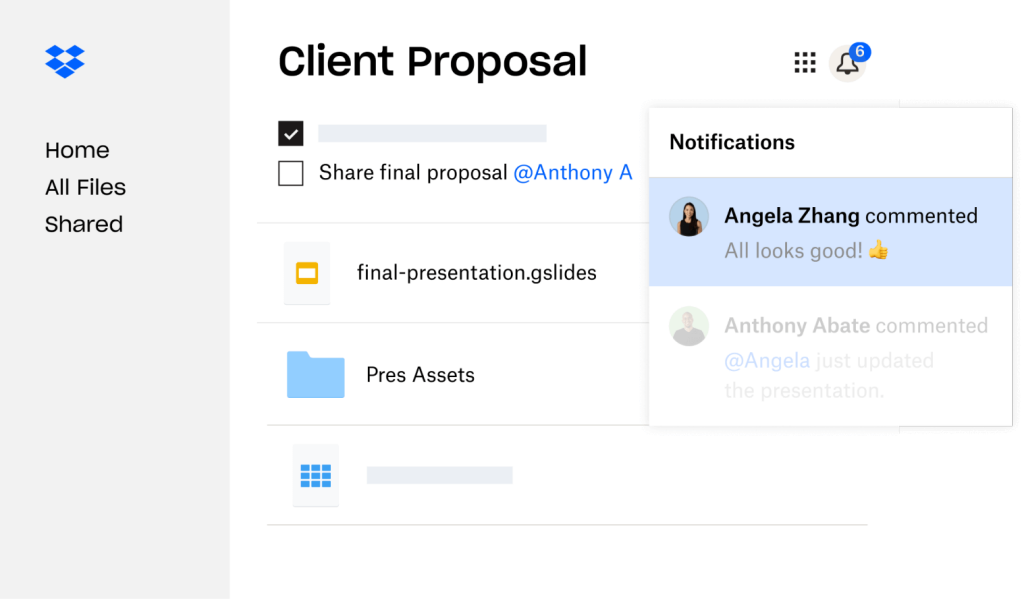 Client Proposal
6
Home
All Files
Shared
Share final proposal @Anthony A
final-presentation.gslides
Pres Assets
Notifications
Angela Zhang commented
All looks good! 👍
Anthony Abate commented
@Angela just updated
the presentation.